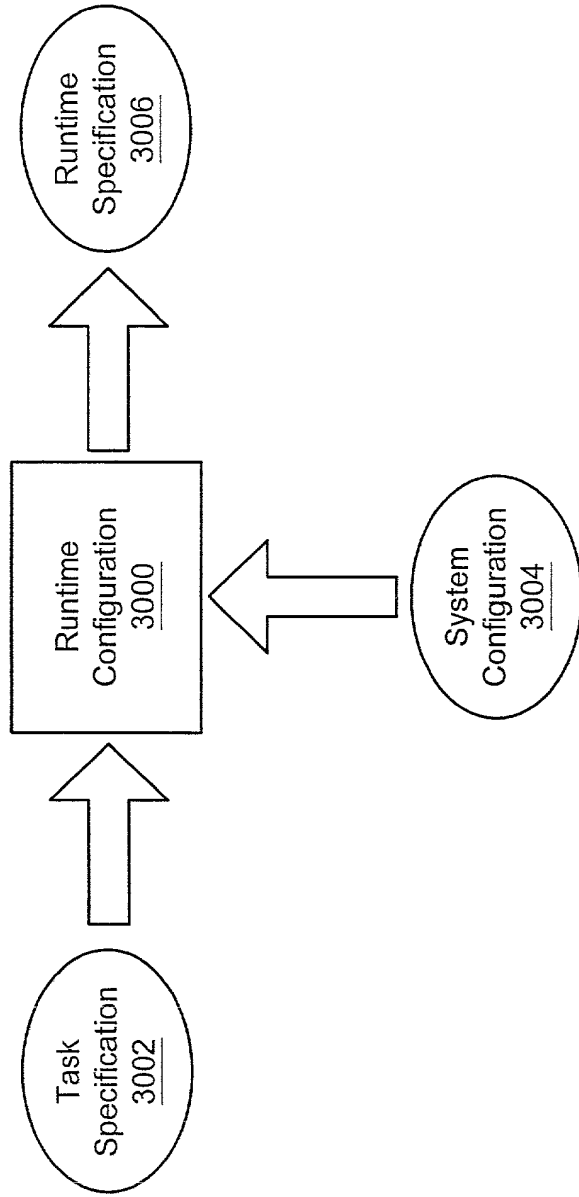 Task
Specification
3002
Runtime
Configuration
3000
Runtime
Specification
3006
System
Configuration
3004